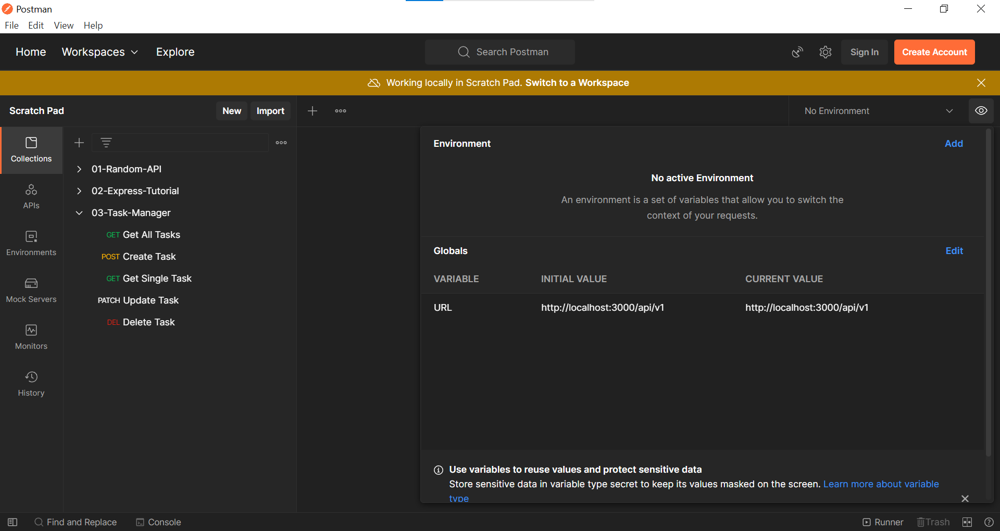 Postman
File Edit View Help
Home Workspaces Explore
Search Postman
Sign In
Create Account
Working locally in Scratch Pad. Switch to a Workspace
Scratch Pad
New
Import
No Environment
Collections
APIs
Environments
Mock Servers
Monitors
History
01-Random-API
02-Express-Tutorial
03-Task-Manager
GET Get All Tasks
POST Create Task
GET Get Single Task
PATCH Update Task
DEL Delete Task
Environment
Add
No active Environment
An environment is a set of variables that allow you to switch the
context of your requests.
Globals
Edit
VARIABLE INITIAL VALUE CURRENT VALUE
URL http://localhost:3000/api/v1 http://localhost:3000/api/v1
Use variables to reuse values and protect sensitive data
Store sensitive data in variable type secret to keep its values masked on the screen. Learn more about variable
type
Find and Replace
Console
Runner
Trash